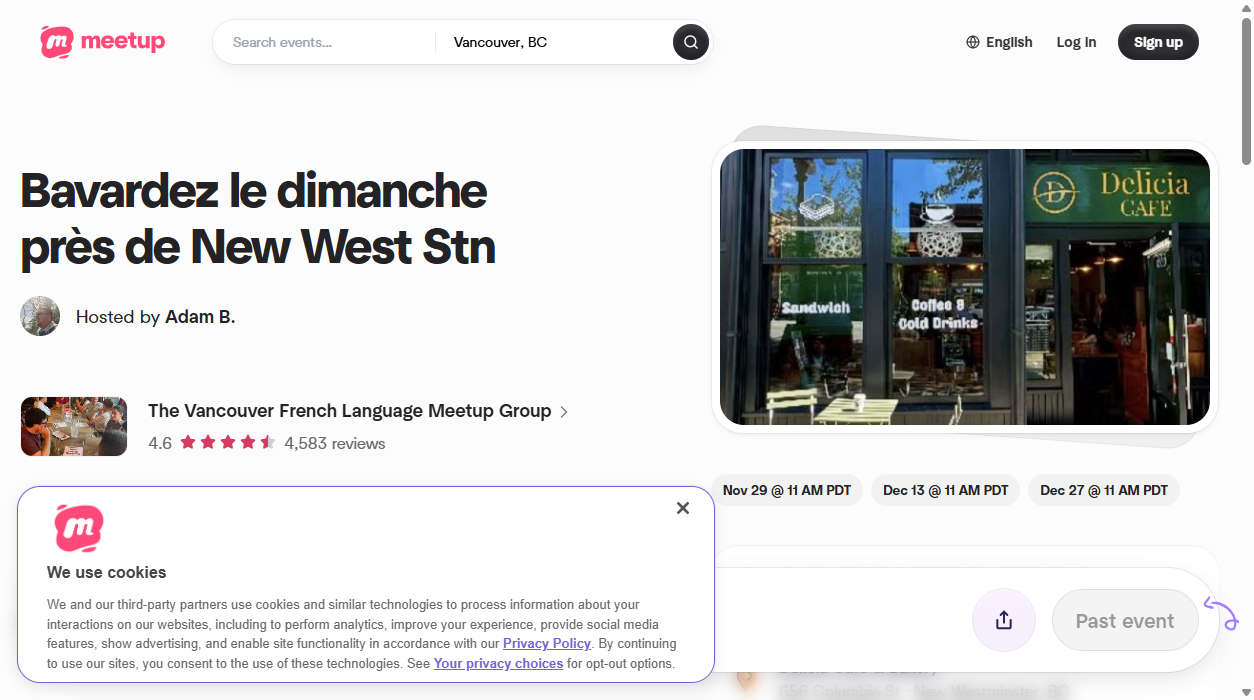 meetup
Search events...
Vancouver, BC
English
Log in
Sign up
Bavardez le dimanche
près de New West Stn
Hosted by Adam B.
The Vancouver French Language Meetup Group
4.6
4,583 reviews
Delicia
CAFE
Sandwich
Coffee &
Cold Drinks
Nov 29 @ 11 AM PDT
Dec 13 @ 11 AM PDT
Dec 27 @ 11 AM PDT
m
We use cookies
We and our third-party partners use cookies and similar technologies to process information about your
interactions on our websites, including to perform analytics, improve your experience, provide social media
features, show advertising, and enable site functionality in accordance with our Privacy Policy. By continuing
to use our sites, you consent to the use of these technologies. See Your privacy choices for opt-out options.
Past event
656 Columbia St · New Westminster, BC